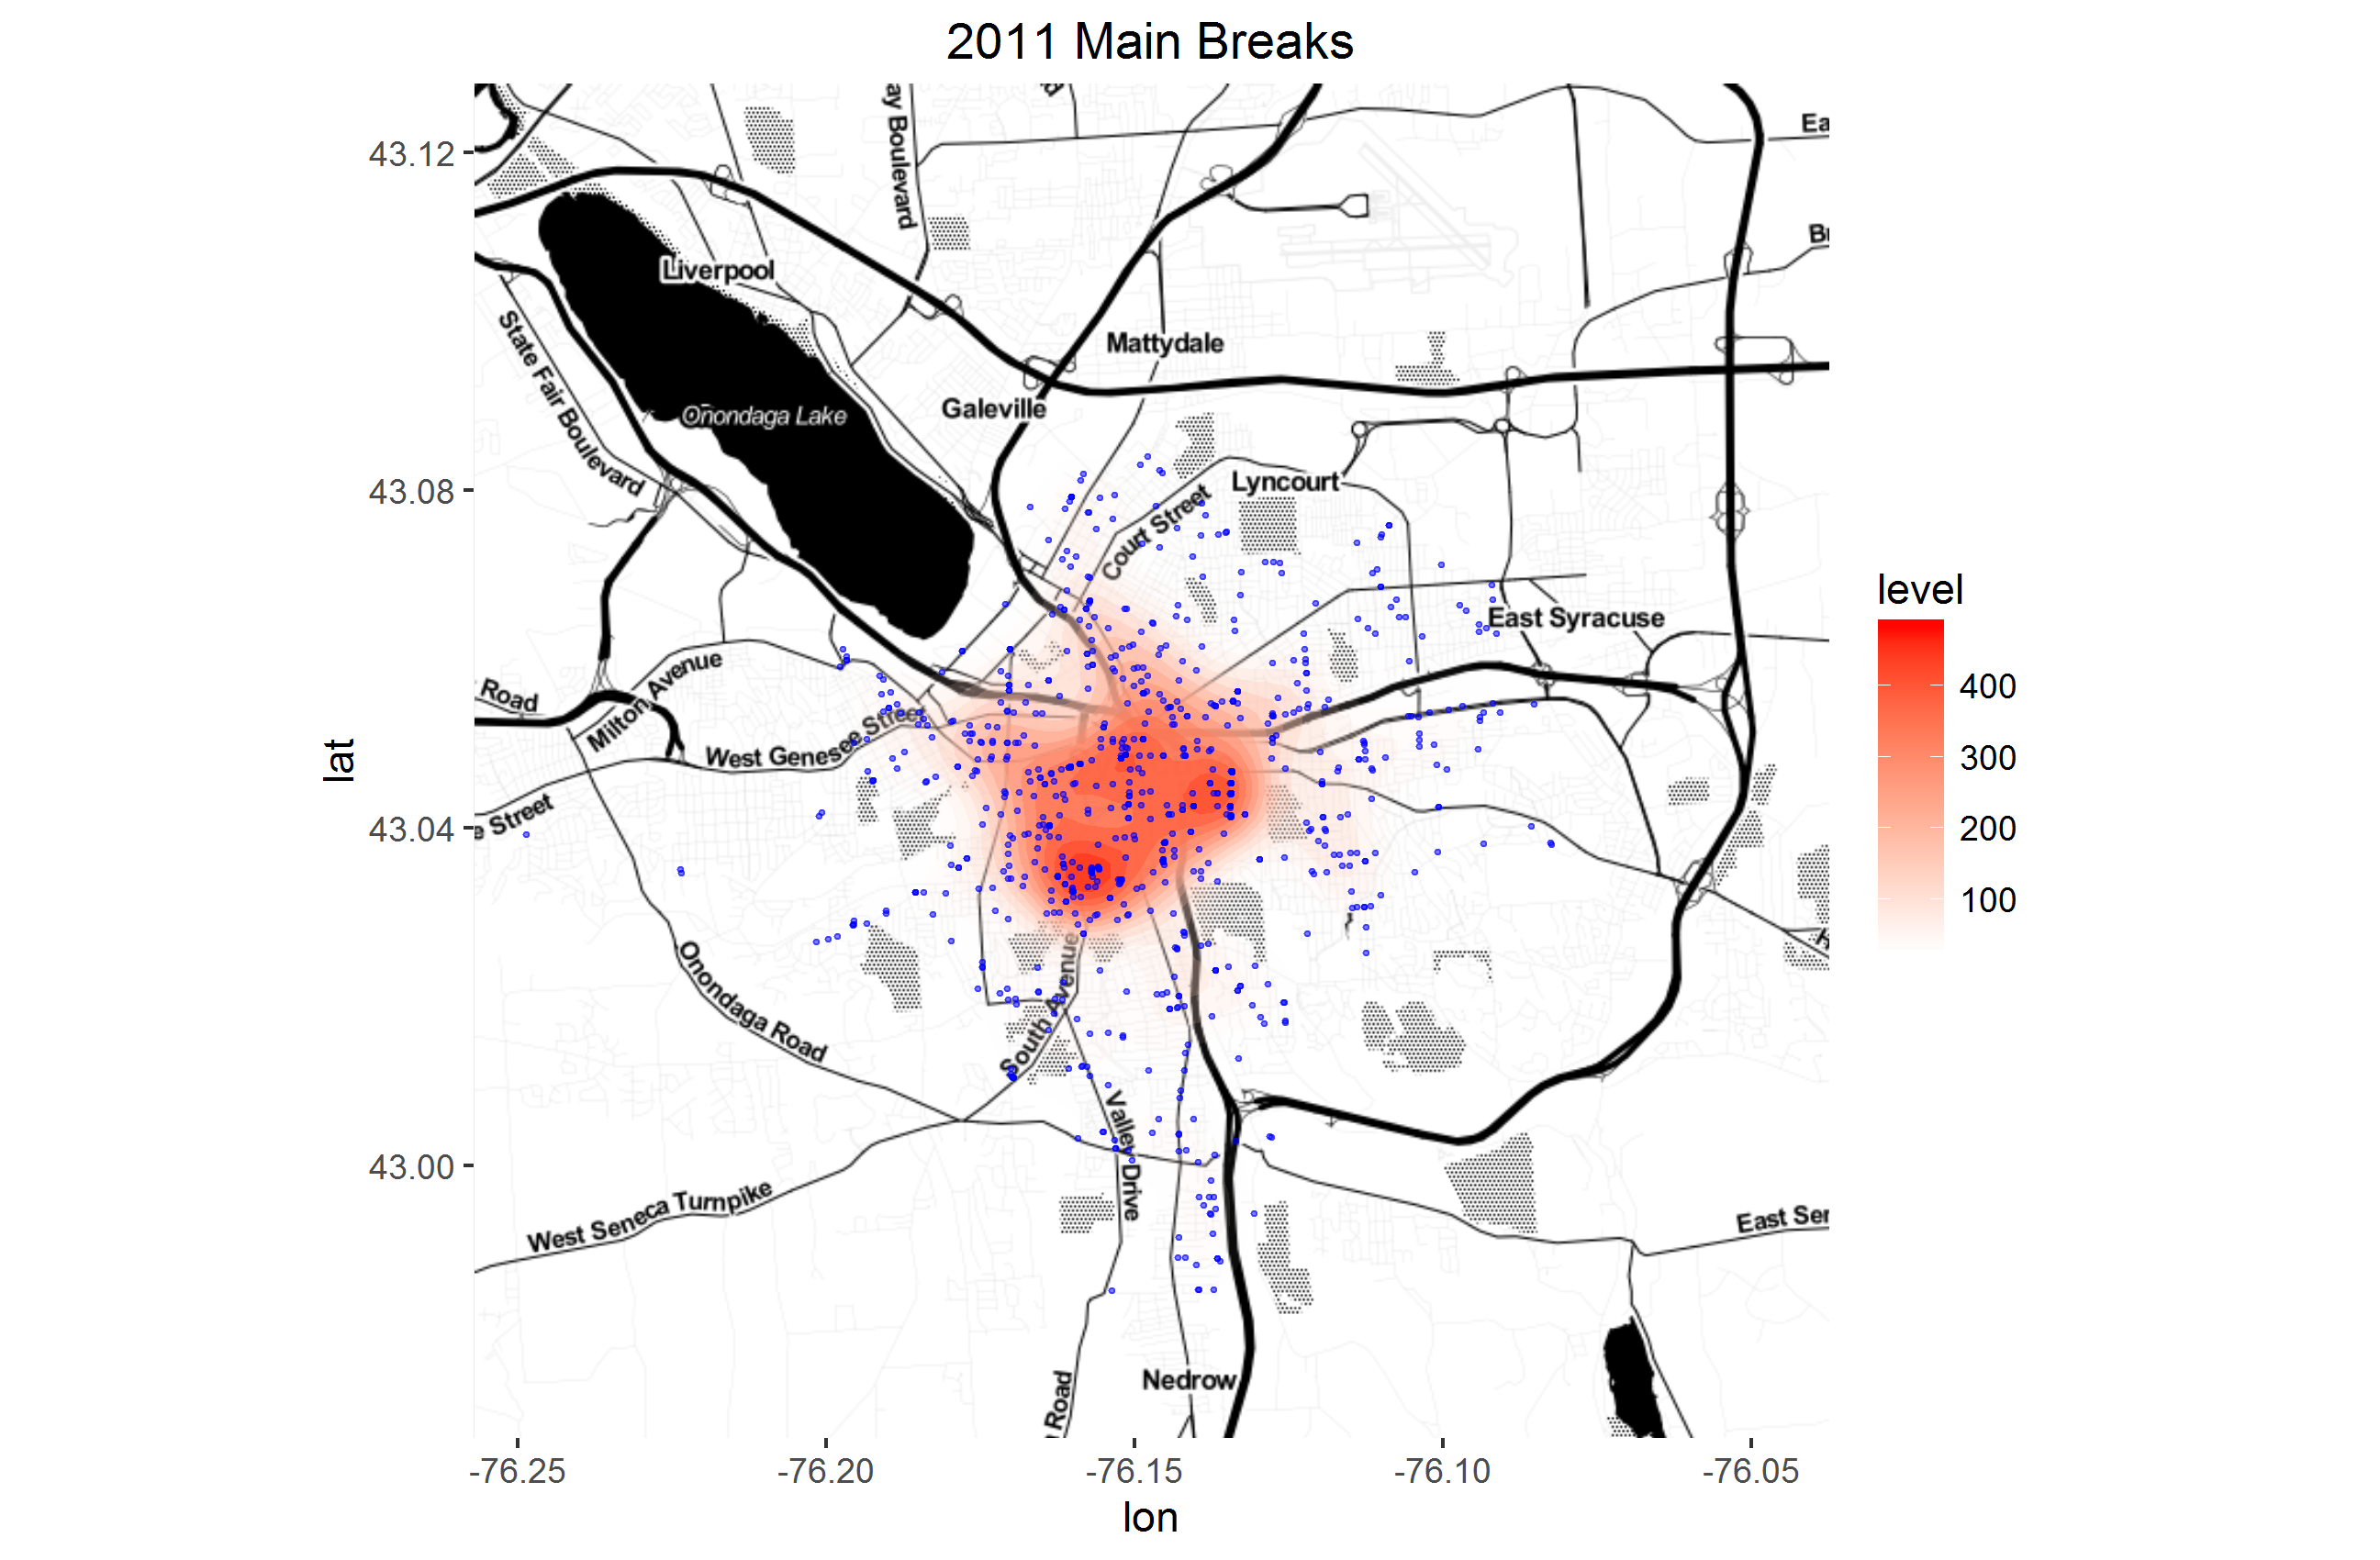 2011 Main Breaks
43.12
43.08
43.04
43.00
lat
-76.25
-76.20
-76.15
-76.10
-76.05
lon
level
400
300
200
100
ay Boulevard
Ea
Liverpool
State Fair Boulevard
Onondaga Lake
Mattydale
Galeville
Lyncourt
Court Street
East Syracuse
Road
Milton Avenue
West Genesee Street
e Street
Onondaga Road
South Avenue
Valley Drive
West Seneca Turnpike
East Ser
Nedrow
Road